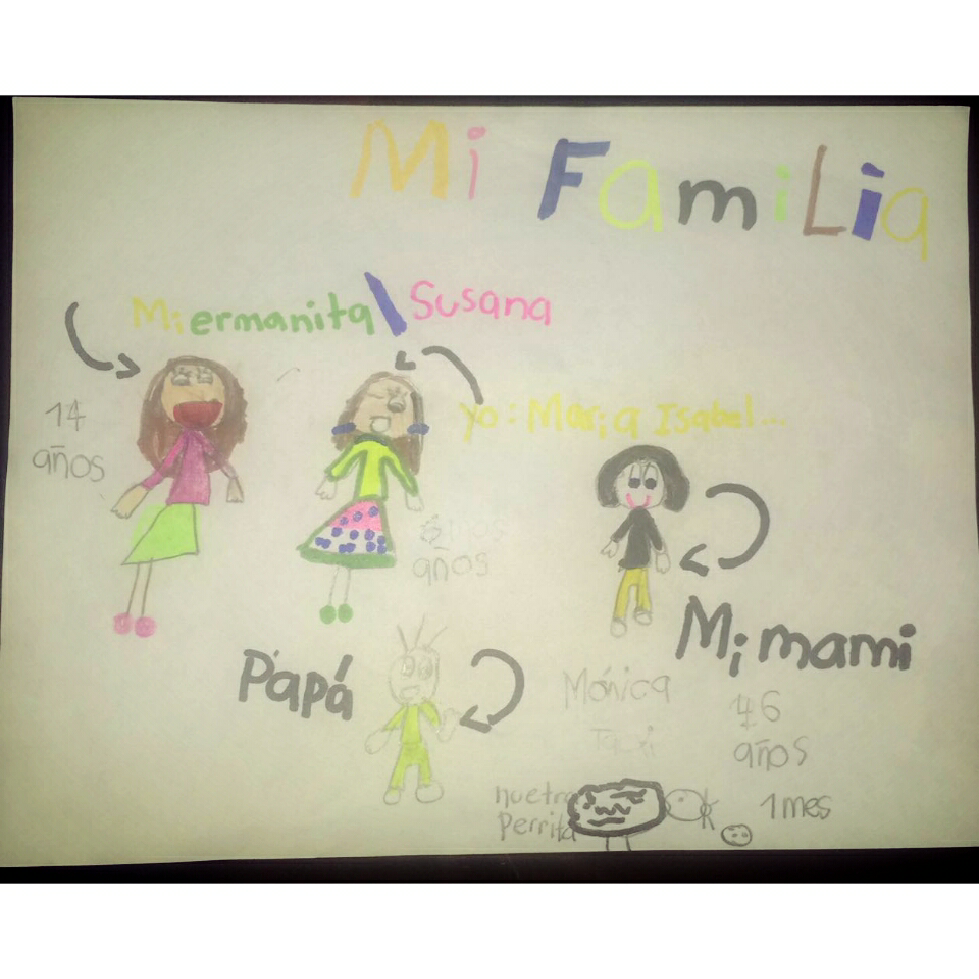 Mi FamiLia
Mi ermanita \ Susana
14
años
yo: Maria Isabel...
años
Mi mami
Papá
Mónica
46
años
nuetra
Perrita
1 mes